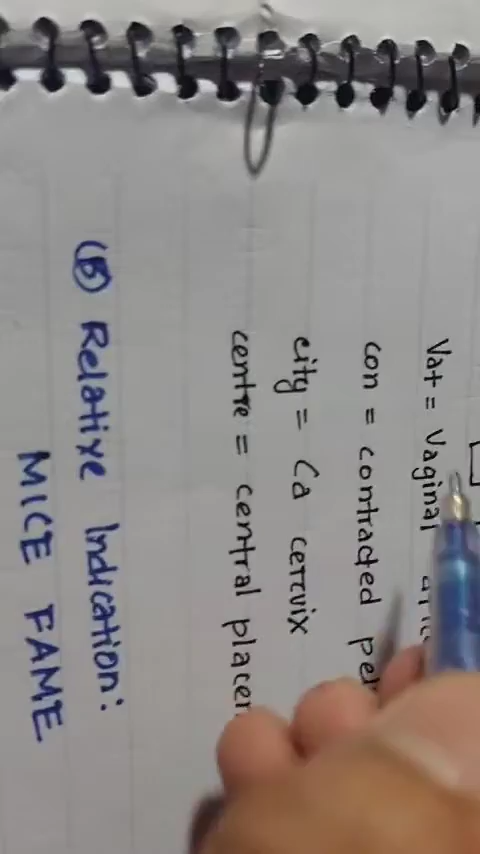 Vat = Vaginal
con = contracted
city = Ca cervix
centre = central
(B) Relative Indication:
MICE FAME